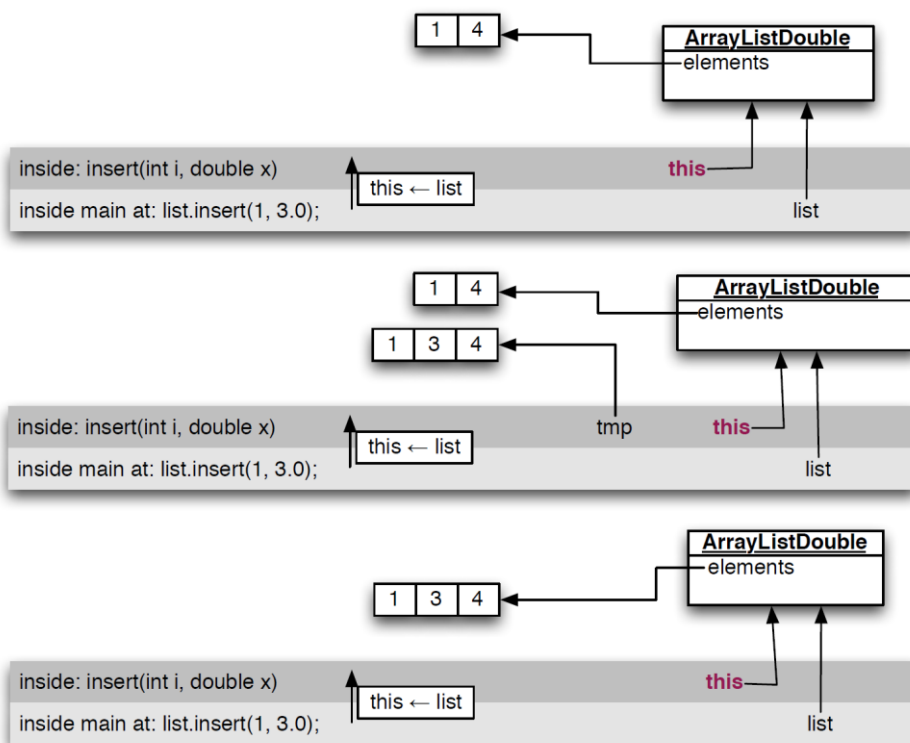 1 4
ArrayListDouble
elements
inside: insert(int i, double x)
this ← list
this
inside main at: list.insert(1, 3.0);
list
1 4
ArrayListDouble
elements
1 3 4
inside: insert(int i, double x)
this ← list
tmp
this
inside main at: list.insert(1, 3.0);
list
ArrayListDouble
elements
1 3 4
inside: insert(int i, double x)
this ← list
this
inside main at: list.insert(1, 3.0);
list